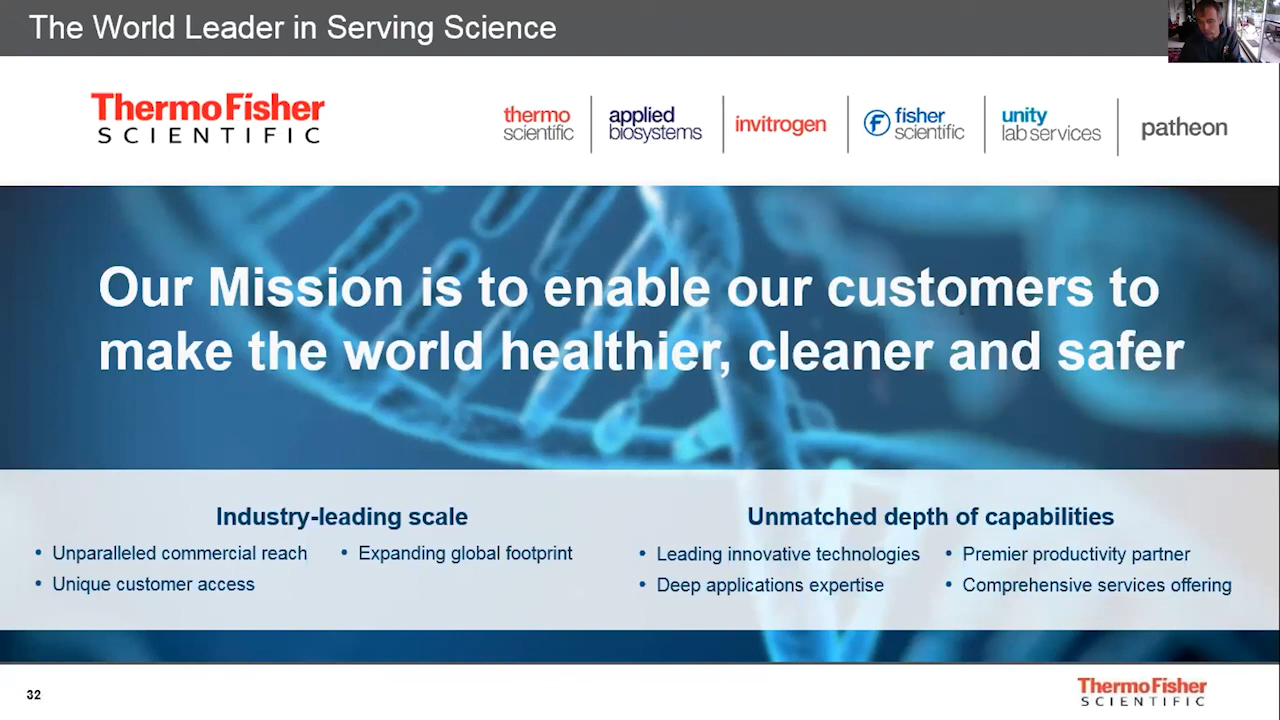 The World Leader in Serving Science
ThermoFisher
SCIENTIFIC
thermo
scientific
applied
biosystems
invitrogen
fisher
scientific
unity
lab services
patheon
Our Mission is to enable our customers to
make the world healthier, cleaner and safer
Industry-leading scale
• Unparalleled commercial reach
• Expanding global footprint
• Unique customer access
Unmatched depth of capabilities
• Leading innovative technologies
• Premier productivity partner
• Deep applications expertise
• Comprehensive services offering
32
ThermoFisher
SCIENTIFIC